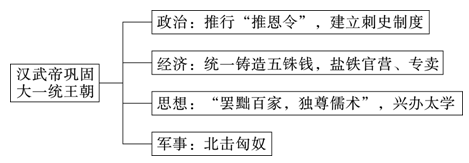 汉武帝巩固
大一统王朝
政治：推行“推恩令”，建立刺史制度
经济：统一铸造五铢钱，盐铁官营、专卖
思想：“罢黜百家，独尊儒术”，兴办太学
军事：北击匈奴